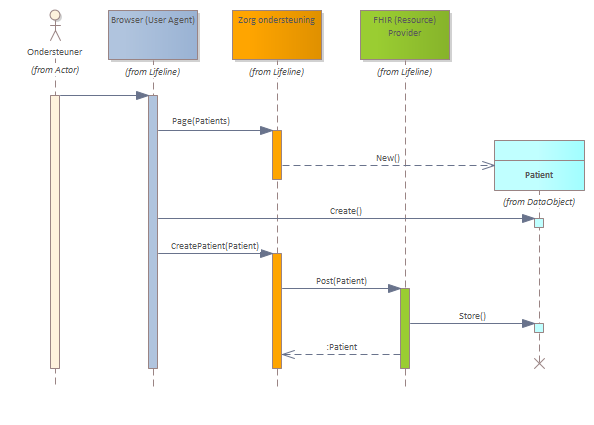 Browser (User Agent)
Zorg ondersteuning
FHIR (Resource)
Provider
Ondersteuner
(from Actor)
(from Lifeline)
(from Lifeline)
(from Lifeline)
Page(Patients)
New()
Patient
(from DataObject)
Create()
CreatePatient(Patient)
Post(Patient)
Store()
:Patient